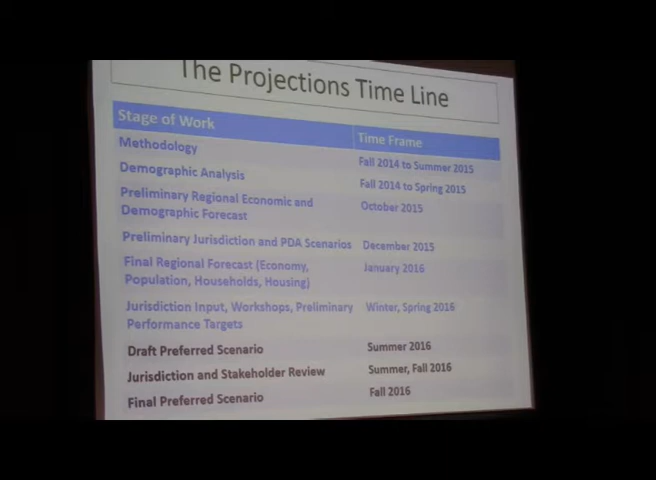 The Projections Time Line
Stage of Work Time Frame
Methodology Fall 2014 to Summer 2015
Demographic Analysis Fall 2014 to Spring 2015
Preliminary Regional Economic and October 2015
Demographic Forecast
Preliminary Jurisdiction and PDA Scenarios December 2015
Final Regional Forecast (Economy, January 2016
Population, Households, Housing)
Jurisdiction Input, Workshops, Preliminary Winter, Spring 2016
Performance Targets
Draft Preferred Scenario Summer 2016
Jurisdiction and Stakeholder Review Summer, Fall 2016
Final Preferred Scenario Fall 2016